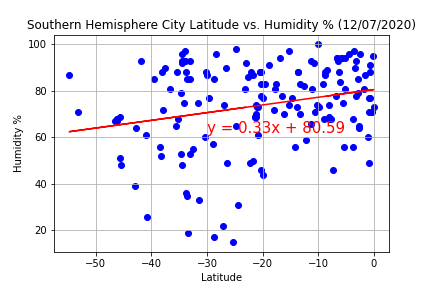 Southern Hemisphere City Latitude vs. Humidity % (12/07/2020)
100
80
60
40
20
Humidity %
y = 0.33x + 80.59
−50 −40 −30 −20 −10 0
Latitude